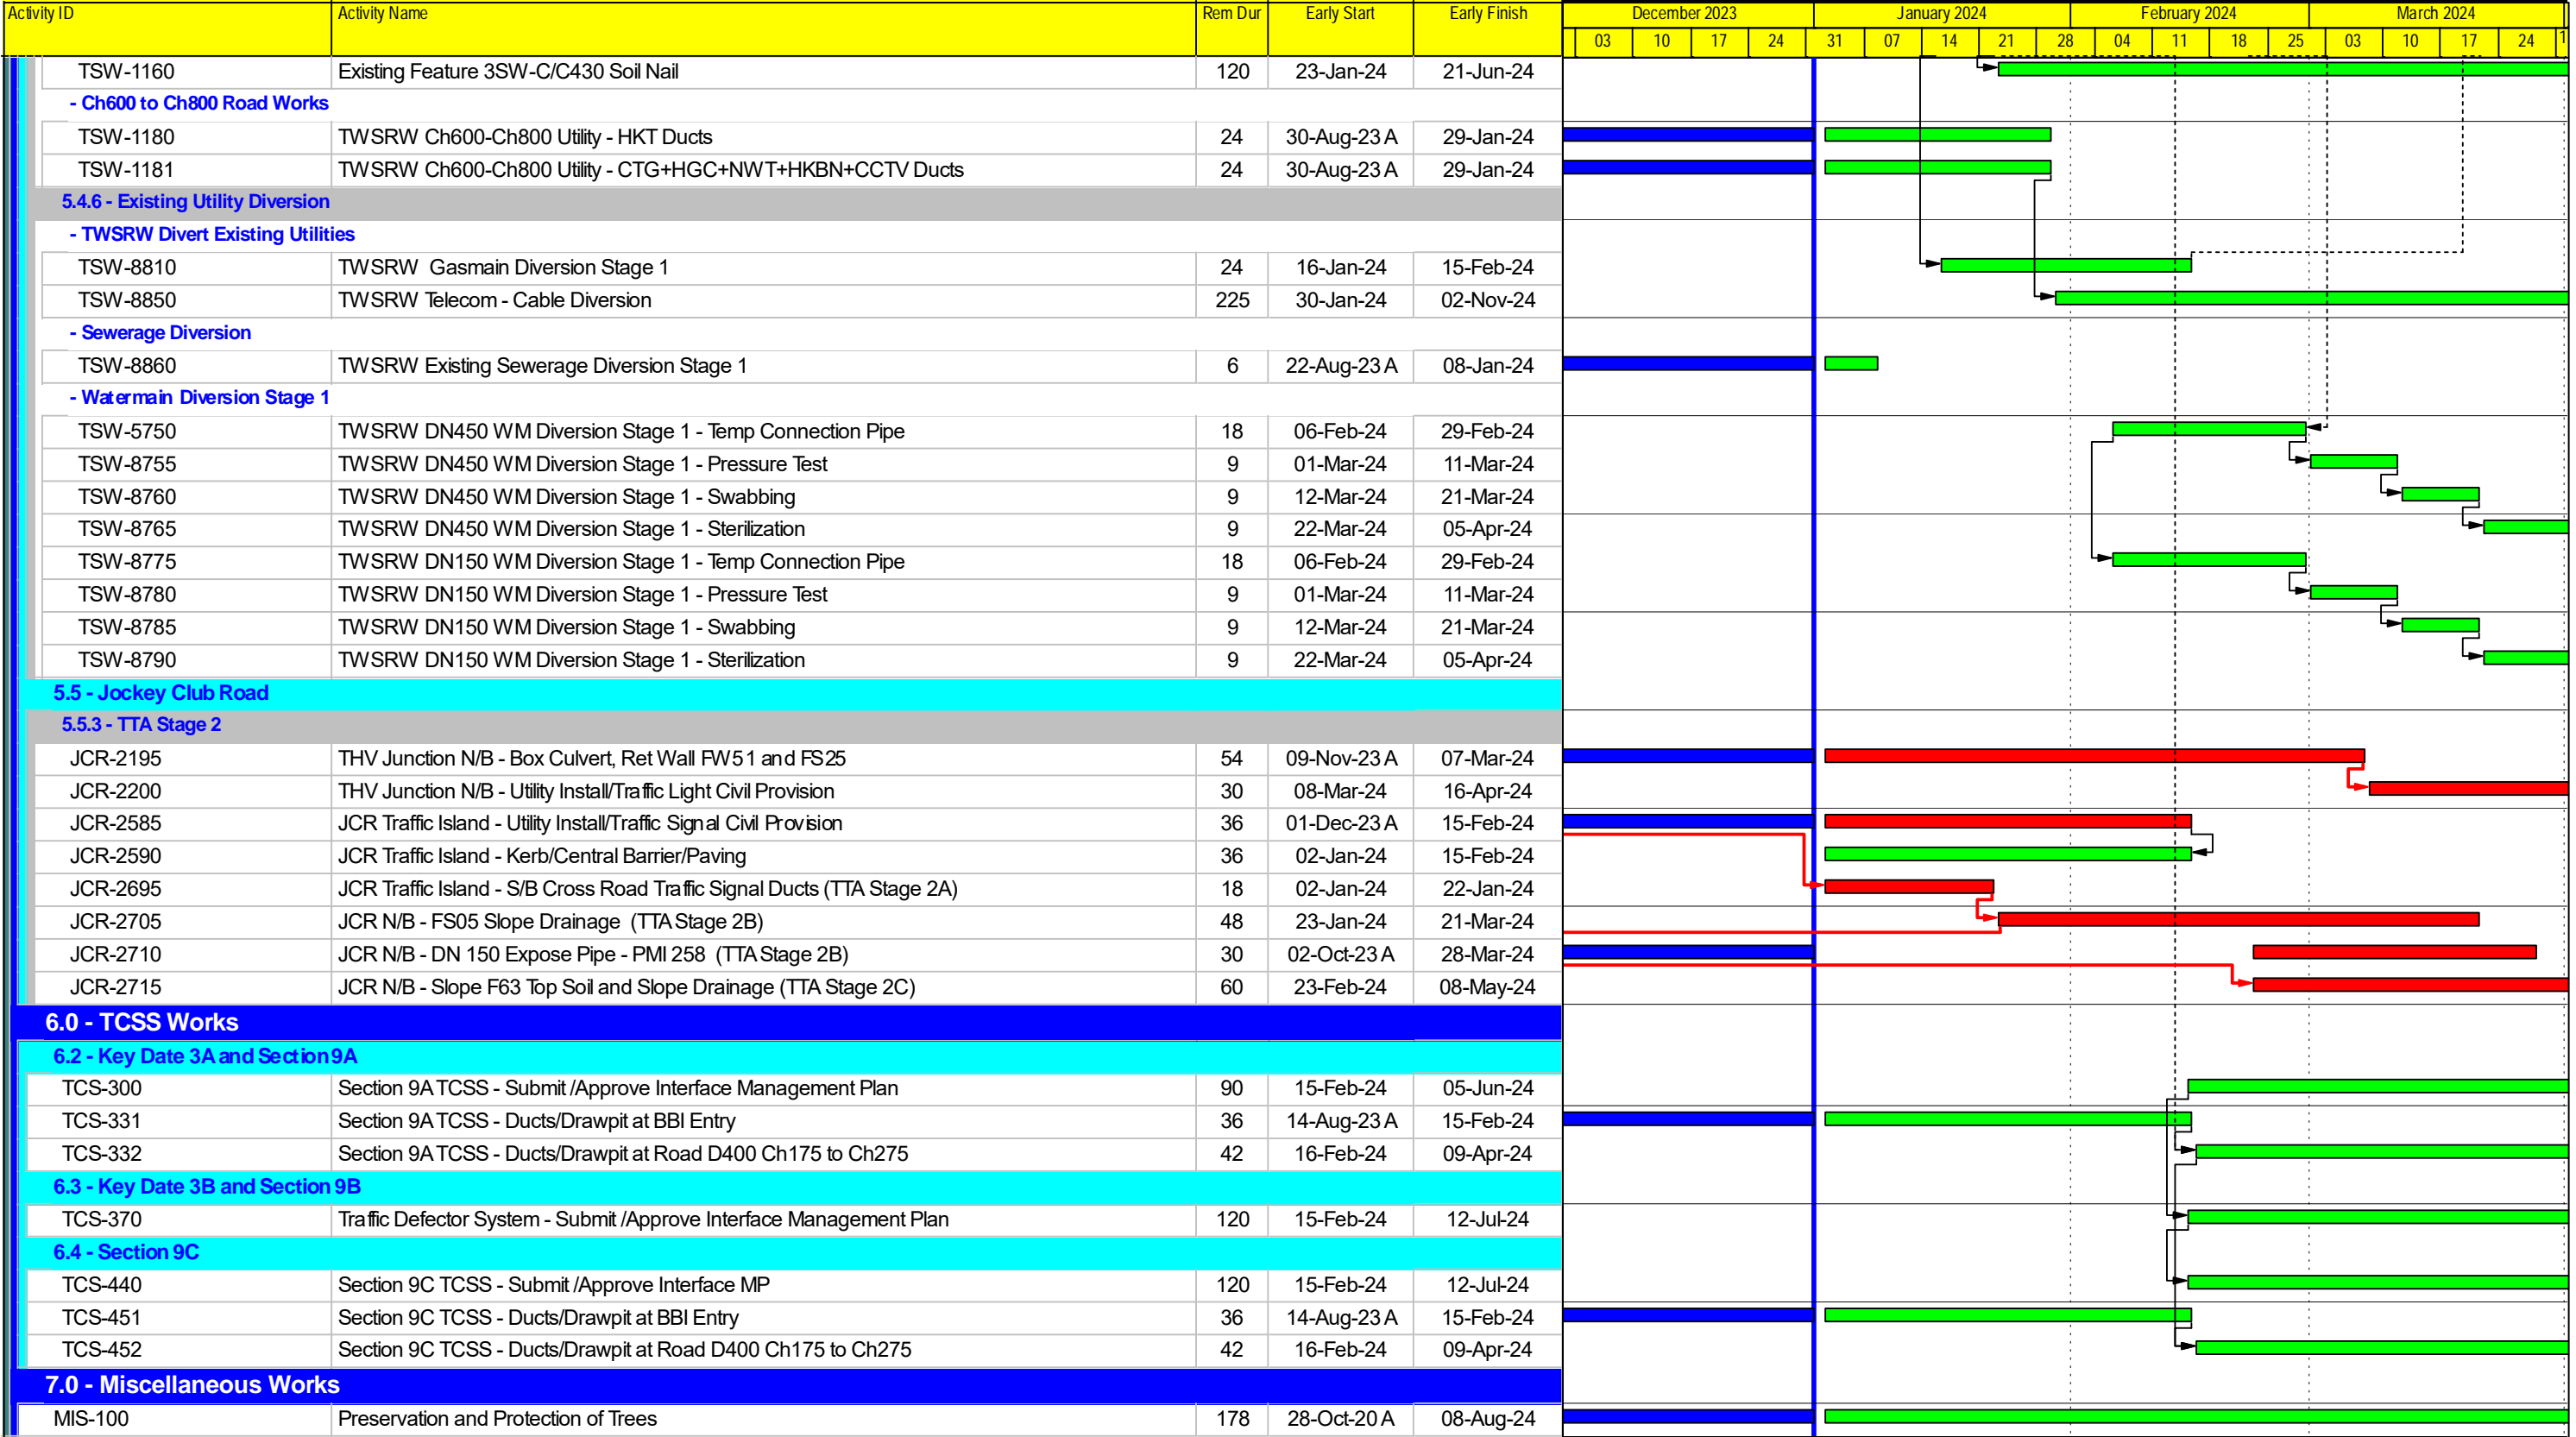 Activity ID Activity Name Rem Dur Early Start Early Finish December 2023 January 2024 February 2024 March 2024
03 10 17 24 31 07 14 21 28 04 11 18 25 03 10 17 24 1
TSW-1160 Existing Feature 3SW-C/C430 Soil Nail 120 23-Jan-24 21-Jun-24
- Ch600 to Ch800 Road Works
TSW-1180 TWSRW Ch600-Ch800 Utility - HKT Ducts 24 30-Aug-23 A 29-Jan-24
TSW-1181 TWSRW Ch600-Ch800 Utility - CTG+HGC+NWT+HKBN+CCTV Ducts 24 30-Aug-23 A 29-Jan-24
5.4.6 - Existing Utility Diversion
- TWSRW Divert Existing Utilities
TSW-8810 TWSRW Gasmain Diversion Stage 1 24 16-Jan-24 15-Feb-24
TSW-8850 TWSRW Telecom - Cable Diversion 225 30-Jan-24 02-Nov-24
- Sewerage Diversion
TSW-8860 TWSRW Existing Sewerage Diversion Stage 1 6 22-Aug-23 A 08-Jan-24
- Watermain Diversion Stage 1
TSW-5750 TWSRW DN450 WM Diversion Stage 1 - Temp Connection Pipe 18 06-Feb-24 29-Feb-24
TSW-8755 TWSRW DN450 WM Diversion Stage 1 - Pressure Test 9 01-Mar-24 11-Mar-24
TSW-8760 TWSRW DN450 WM Diversion Stage 1 - Swabbing 9 12-Mar-24 21-Mar-24
TSW-8765 TWSRW DN450 WM Diversion Stage 1 - Sterilization 9 22-Mar-24 05-Apr-24
TSW-8775 TWSRW DN150 WM Diversion Stage 1 - Temp Connection Pipe 18 06-Feb-24 29-Feb-24
TSW-8780 TWSRW DN150 WM Diversion Stage 1 - Pressure Test 9 01-Mar-24 11-Mar-24
TSW-8785 TWSRW DN150 WM Diversion Stage 1 - Swabbing 9 12-Mar-24 21-Mar-24
TSW-8790 TWSRW DN150 WM Diversion Stage 1 - Sterilization 9 22-Mar-24 05-Apr-24
5.5 - Jockey Club Road
5.5.3 - TTA Stage 2
JCR-2195 THV Junction N/B - Box Culvert, Ret Wall FW51 and FS25 54 09-Nov-23 A 07-Mar-24
JCR-2200 THV Junction N/B - Utility Install/Traffic Light Civil Provision 30 08-Mar-24 16-Apr-24
JCR-2585 JCR Traffic Island - Utility Install/Traffic Signal Civil Provision 36 01-Dec-23 A 15-Feb-24
JCR-2590 JCR Traffic Island - Kerb/Central Barrier/Paving 36 02-Jan-24 15-Feb-24
JCR-2695 JCR Traffic Island - S/B Cross Road Traffic Signal Ducts (TTA Stage 2A) 18 02-Jan-24 22-Jan-24
JCR-2705 JCR N/B - FS05 Slope Drainage (TTA Stage 2B) 48 23-Jan-24 21-Mar-24
JCR-2710 JCR N/B - DN 150 Expose Pipe - PMI 258 (TTA Stage 2B) 30 02-Oct-23 A 28-Mar-24
JCR-2715 JCR N/B - Slope F63 Top Soil and Slope Drainage (TTA Stage 2C) 60 23-Feb-24 08-May-24
6.0 - TCSS Works
6.2 - Key Date 3A and Section 9A
TCS-300 Section 9A TCSS - Submit /Approve Interface Management Plan 90 15-Feb-24 05-Jun-24
TCS-331 Section 9A TCSS - Ducts/Drawpit at BBI Entry 36 14-Aug-23 A 15-Feb-24
TCS-332 Section 9A TCSS - Ducts/Drawpit at Road D400 Ch175 to Ch275 42 16-Feb-24 09-Apr-24
6.3 - Key Date 3B and Section 9B
TCS-370 Traffic Defector System - Submit /Approve Interface Management Plan 120 15-Feb-24 12-Jul-24
6.4 - Section 9C
TCS-440 Section 9C TCSS - Submit /Approve Interface MP 120 15-Feb-24 12-Jul-24
TCS-451 Section 9C TCSS - Ducts/Drawpit at BBI Entry 36 14-Aug-23 A 15-Feb-24
TCS-452 Section 9C TCSS - Ducts/Drawpit at Road D400 Ch175 to Ch275 42 16-Feb-24 09-Apr-24
7.0 - Miscellaneous Works
MIS-100 Preservation and Protection of Trees 178 28-Oct-20 A 08-Aug-24